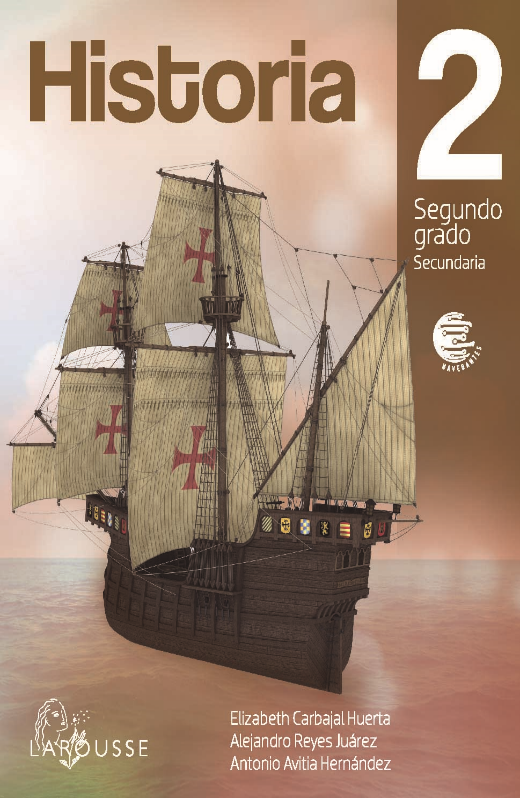 Historia
2
Segundo
grado
Secundaria
NAVEGANTES
Elizabeth Carbajal Huerta
Alejandro Reyes Juárez
Antonio Avitia Hernández
LAROUSSE